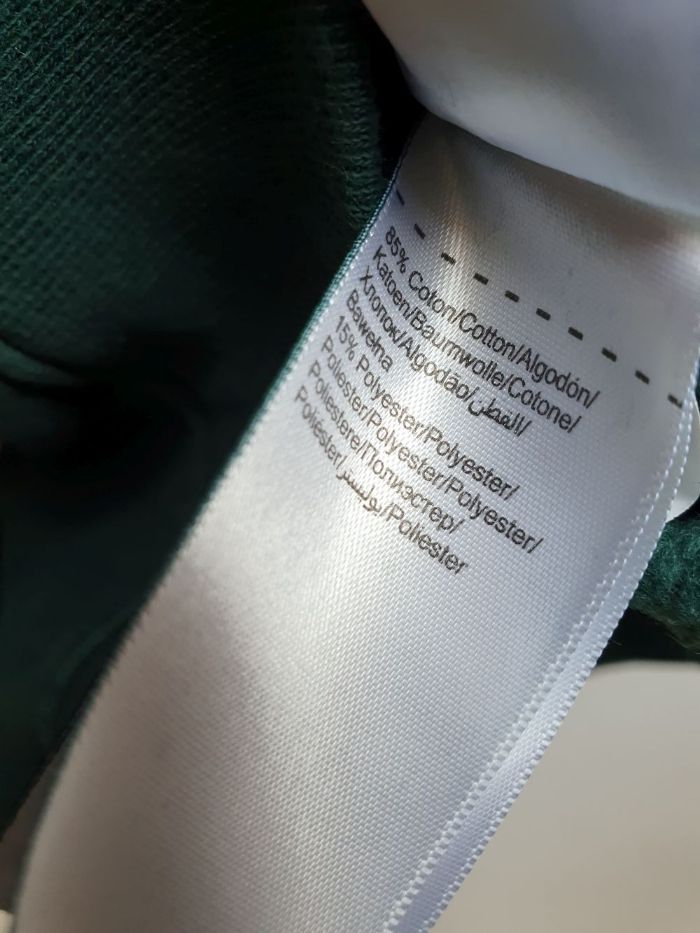 85% Coton/Cotton/Algodón/
Katoen/Baumwolle/Cotone/
Хлопок/Algodão/القطن/
Bawełna
15% Polyester/Polyester/
Poliester/Polyester/Polyester/
Poliestere/Полиэстер/
Poliéster/بوليستر/Poliester